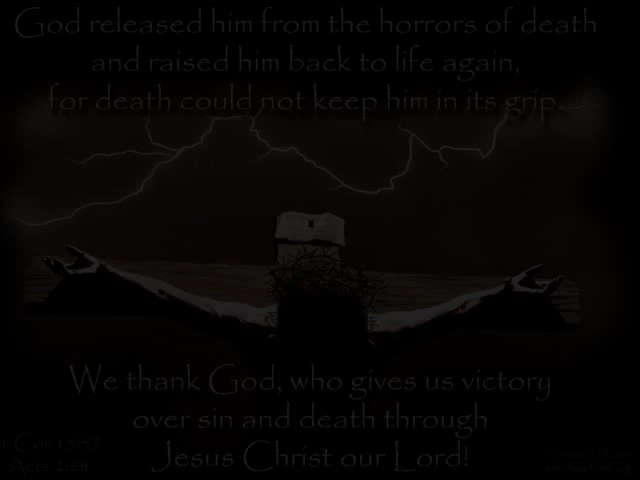 God released him from the horrors of death
and raised him back to life again,
for death could not keep him in its grip.
We thank God, who gives us victory
over sin and death through
Jesus Christ our Lord!
1 Cor 15:57
Acts 2:24